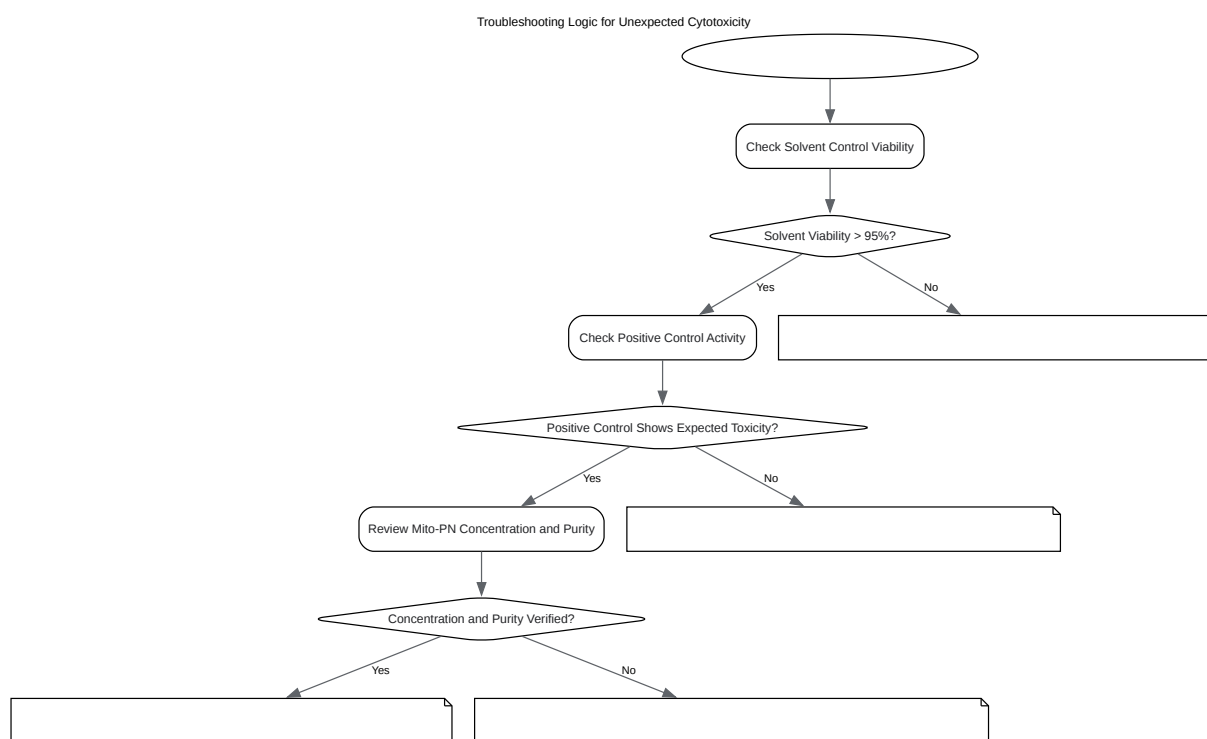 Troubleshooting Logic for Unexpected Cytotoxicity
Check Solvent Control Viability
Solvent Viability > 95%?
Yes
No
Check Positive Control Activity
Positive Control Shows Expected Toxicity?
Yes
No
Review Mito-PN Concentration and Purity
Concentration and Purity Verified?
Yes
No